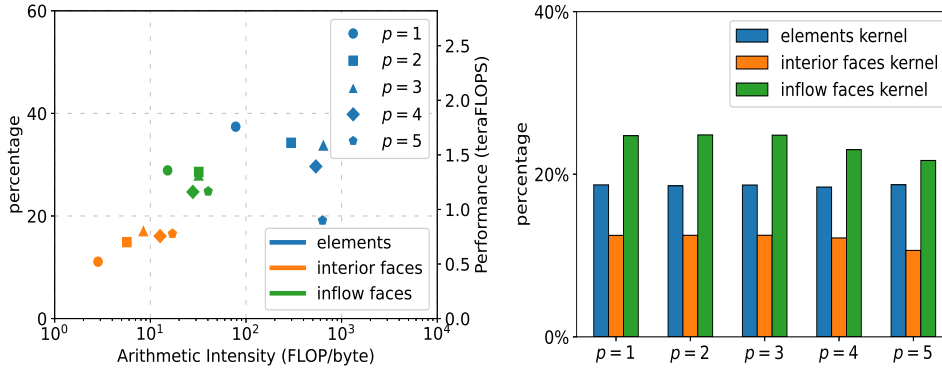 60
40
20
0
percentage
10^0
10^1
10^2
10^3
10^4
Arithmetic Intensity (FLOP/byte)
2.5
2.0
1.5
1.0
0.5
0.0
Performance (teraFLOPS)
p = 1
p = 2
p = 3
p = 4
p = 5
elements
interior faces
inflow faces
40%
20%
0%
percentage
elements kernel
interior faces kernel
inflow faces kernel
p = 1
p = 2
p = 3
p = 4
p = 5